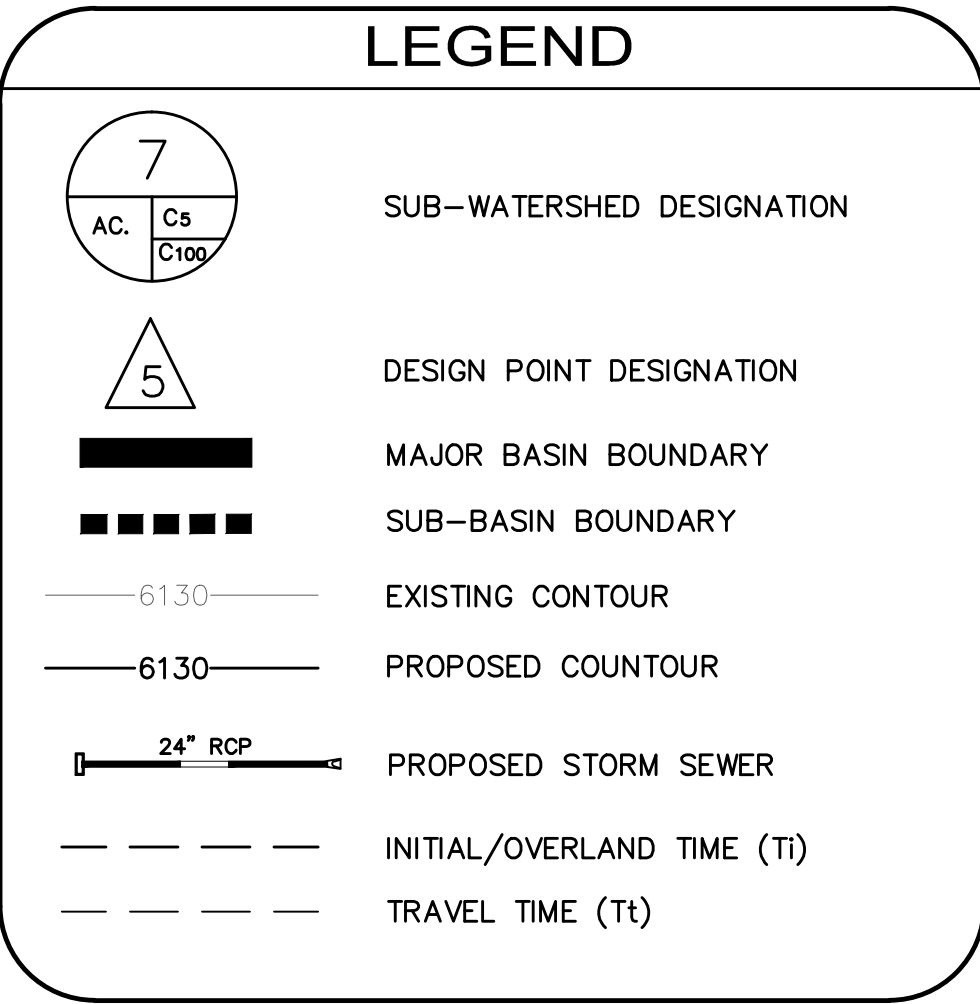 LEGEND
7
AC.
C5
C100
SUB-WATERSHED DESIGNATION
5
DESIGN POINT DESIGNATION
MAJOR BASIN BOUNDARY
SUB-BASIN BOUNDARY
6130
EXISTING CONTOUR
6130
PROPOSED COUNTOUR
24" RCP
PROPOSED STORM SEWER
INITIAL/OVERLAND TIME (Ti)
TRAVEL TIME (Tt)